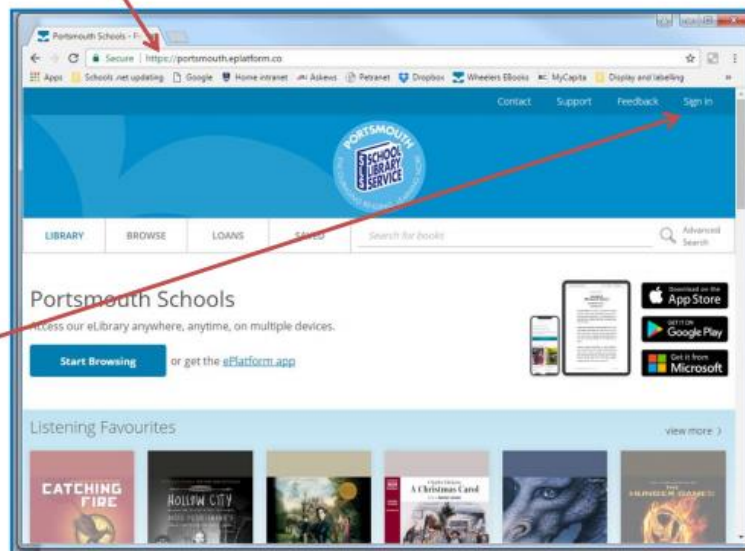 Portsmouth Schools - P
Secure | https://portsmouth.eplatform.co
Apps Schools .net updating Google Home intranet Askews Petranet Dropbox Wheelers EBooks MyCapita Display and labelling
Contact Support Feedback Sign in
PORTSMOUTH
SCHOOL
LIBRARY
SERVICE
LIBRARY BROWSE LOANS SAVED Search for books Advanced
Search
Portsmouth Schools
Access our eLibrary anywhere, anytime, on multiple devices.
Start Browsing or get the ePlatform app
Download on the
App Store
GET IT ON
Google Play
Get it from
Microsoft
Listening Favourites view more
CATCHING
FIRE
HOLLOW CITY
A Christmas Carol
THE
HUNGER GAMES